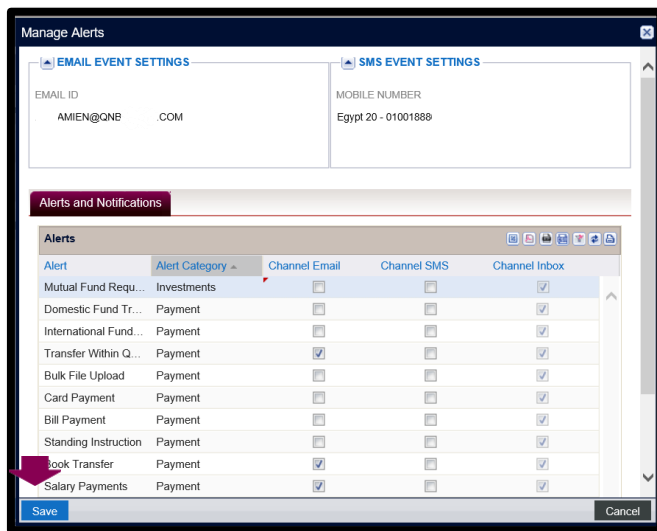 Manage Alerts
EMAIL EVENT SETTINGS
EMAIL ID
AMIEN@QNB .COM
SMS EVENT SETTINGS
MOBILE NUMBER
Egypt 20 - 01001888
Alerts and Notifications
Alerts
Alert Alert Category Channel Email Channel SMS Channel Inbox
Mutual Fund Requ... Investments
Domestic Fund Tr... Payment
International Fund... Payment
Transfer Within Q... Payment
Bulk File Upload Payment
Card Payment Payment
Bill Payment Payment
Standing Instruction Payment
Book Transfer Payment
Salary Payments Payment
Save Cancel